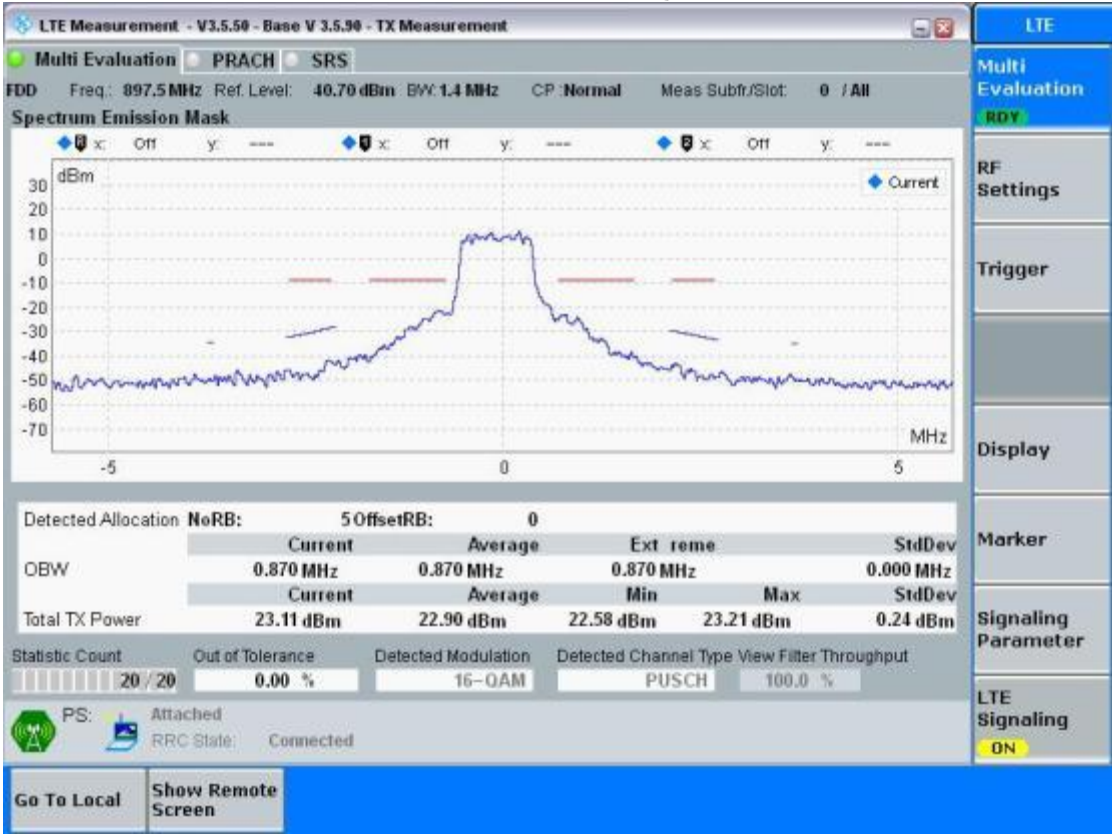 LTE Measurement - V3.5.50 - Base V 3.5.90 - TX Measurement
LTE
Multi Evaluation PRACH SRS
FDD Freq.: 897.5 MHz Ref. Level: 40.70 dBm BW: 1.4 MHz CP :Normal Meas Subfr./Slot: 0 / All
Spectrum Emission Mask
x: Off y: --- x: Off y: --- x: Off y: ---
dBm
Current
30
20
10
0
-10
-20
-30
-40
-50
-60
-70
MHz
-5 0 5
Detected Allocation NoRB: 5 OffsetRB: 0
Current Average Ext reme StdDev
OBW 0.870 MHz 0.870 MHz 0.870 MHz 0.000 MHz
Current Average Min Max StdDev
Total TX Power 23.11 dBm 22.90 dBm 22.58 dBm 23.21 dBm 0.24 dBm
Statistic Count Out of Tolerance Detected Modulation Detected Channel Type View Filter Throughput
20 / 20 0.00 % 16-QAM PUSCH 100.0 %
PS: Attached
RRC State: Connected
Multi
Evaluation
RDY
RF
Settings
Trigger
Display
Marker
Signaling
Parameter
LTE
Signaling
ON
Go To Local
Show Remote
Screen